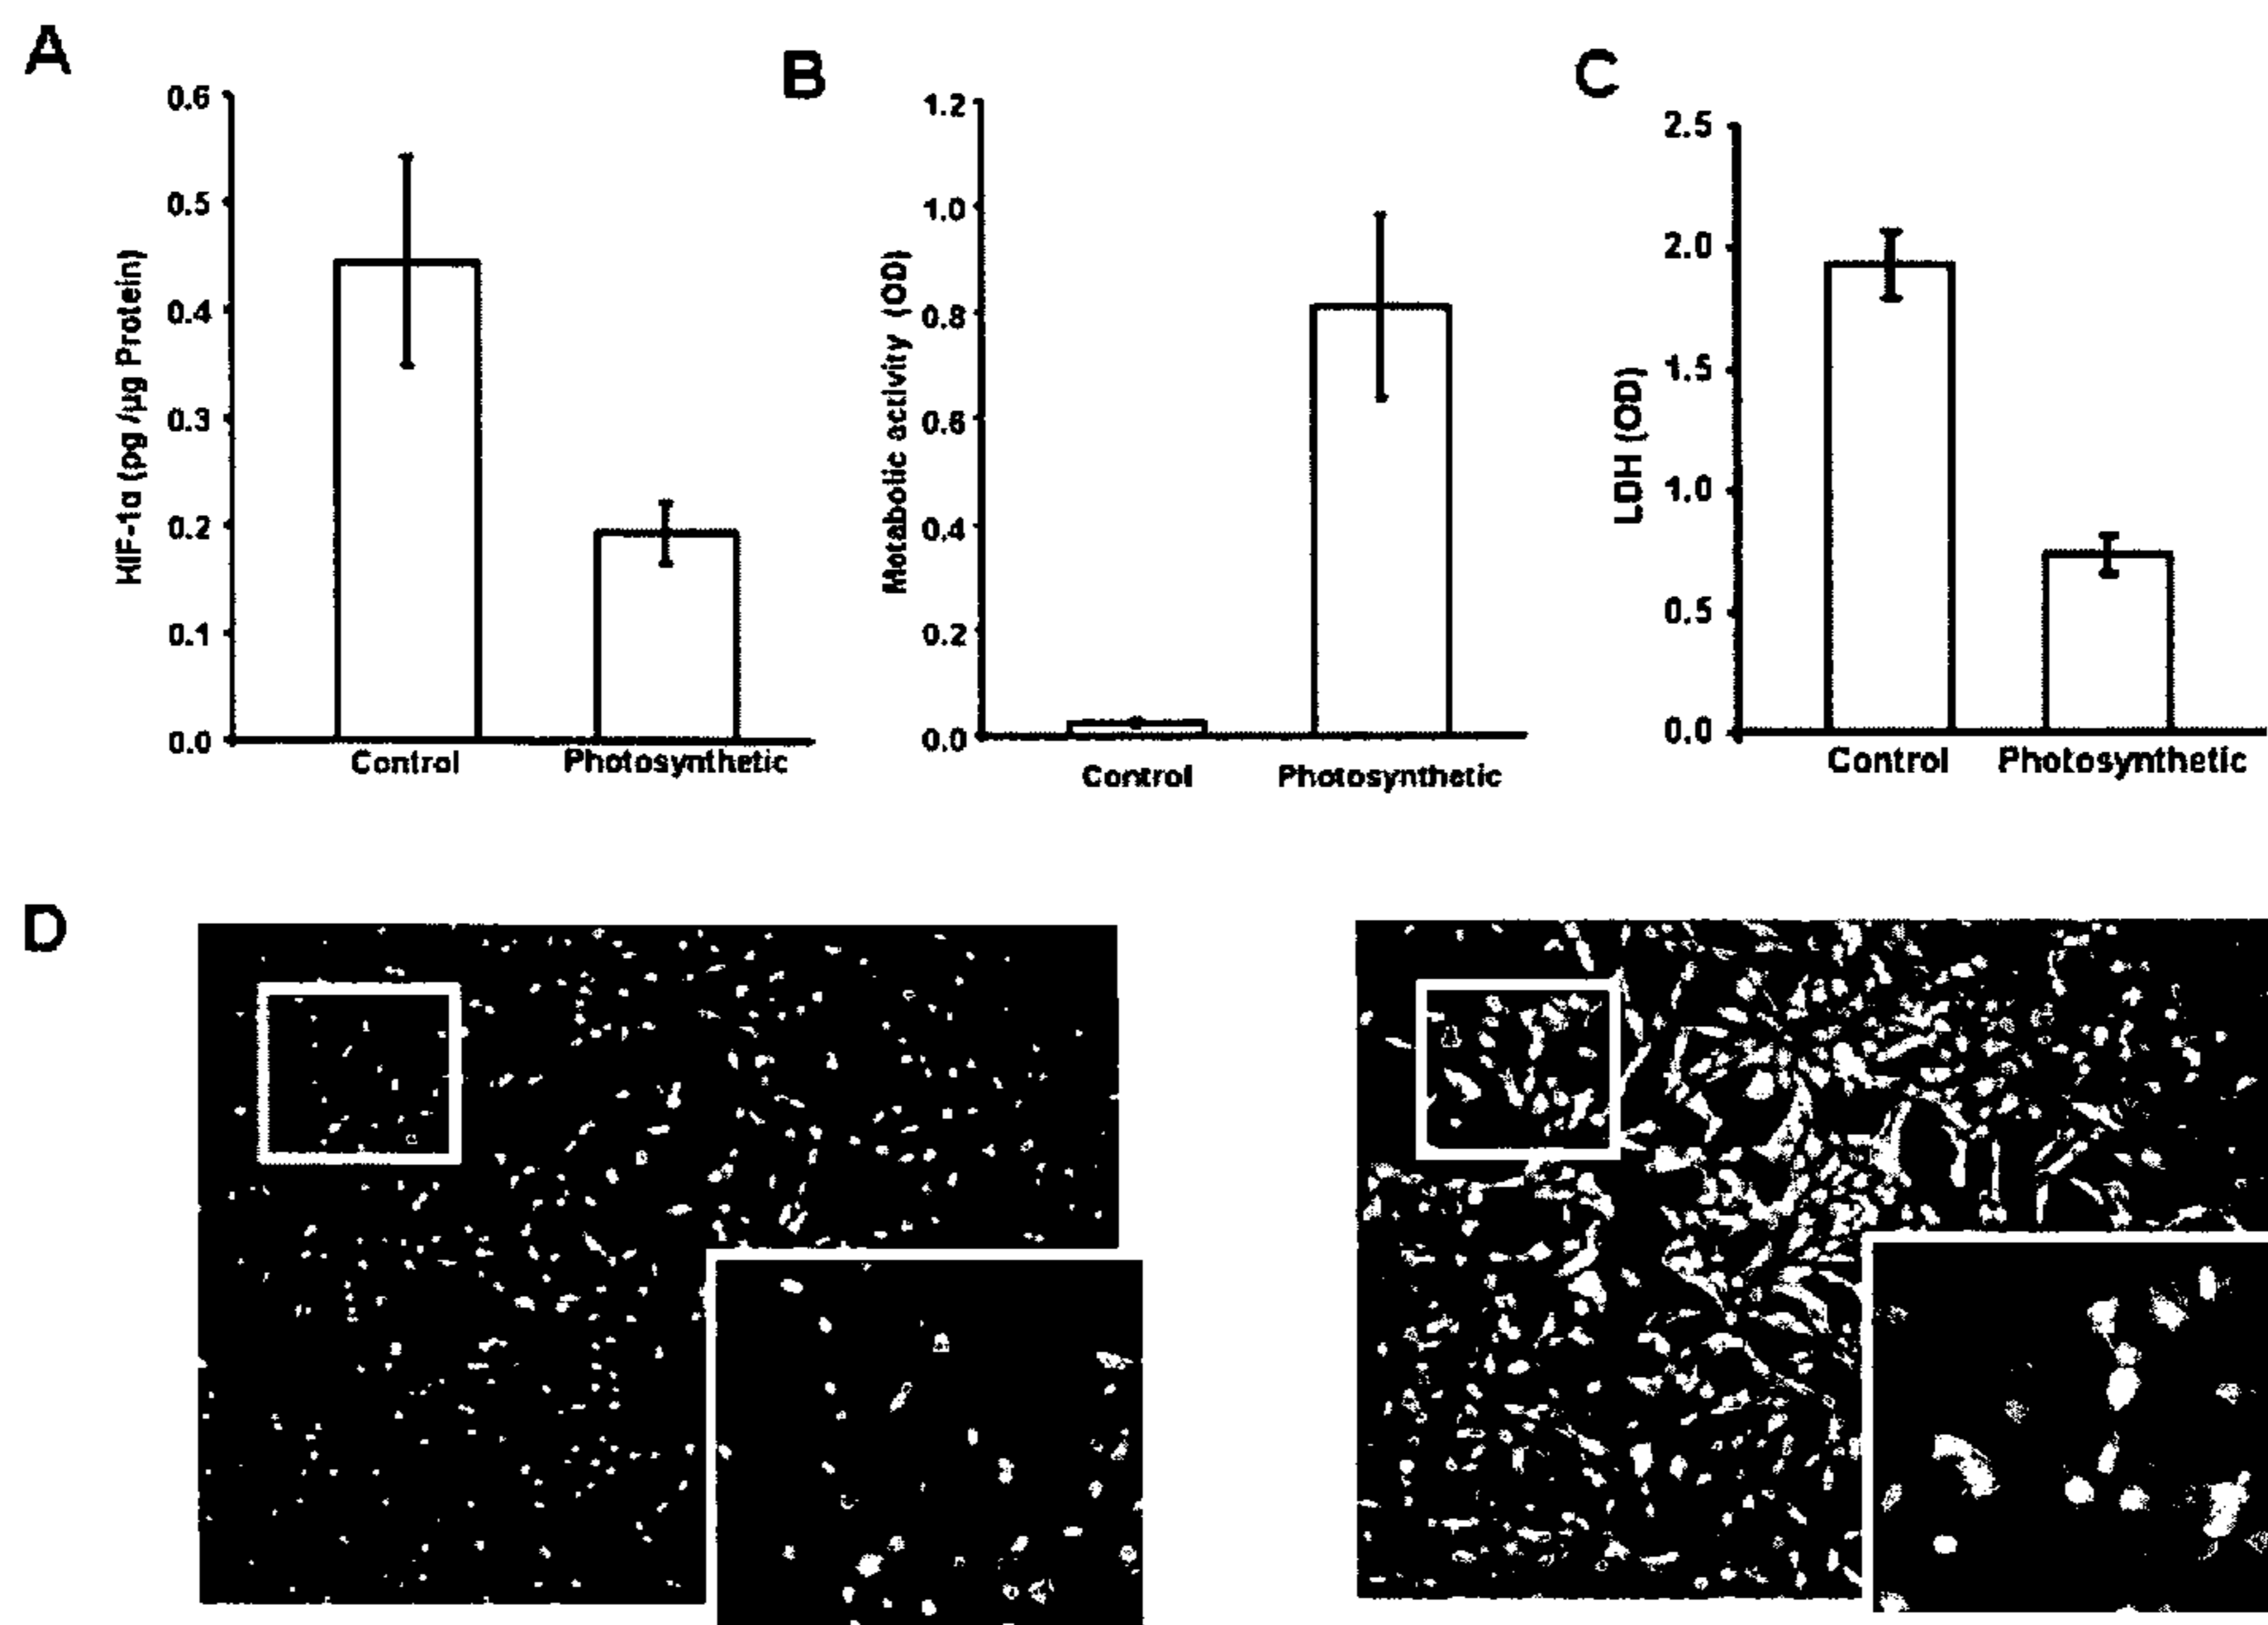 A
B
C
0.6
0.5
0.4
0.3
0.2
0.1
0.0
HIF-1α (pg /µg Protein)
Control
Photosynthetic
1.2
1.0
0.8
0.6
0.4
0.2
0.0
Metabolic activity (OD)
Control
Photosynthetic
2.5
2.0
1.5
1.0
0.5
0.0
LDH (OD)
Control
Photosynthetic
D